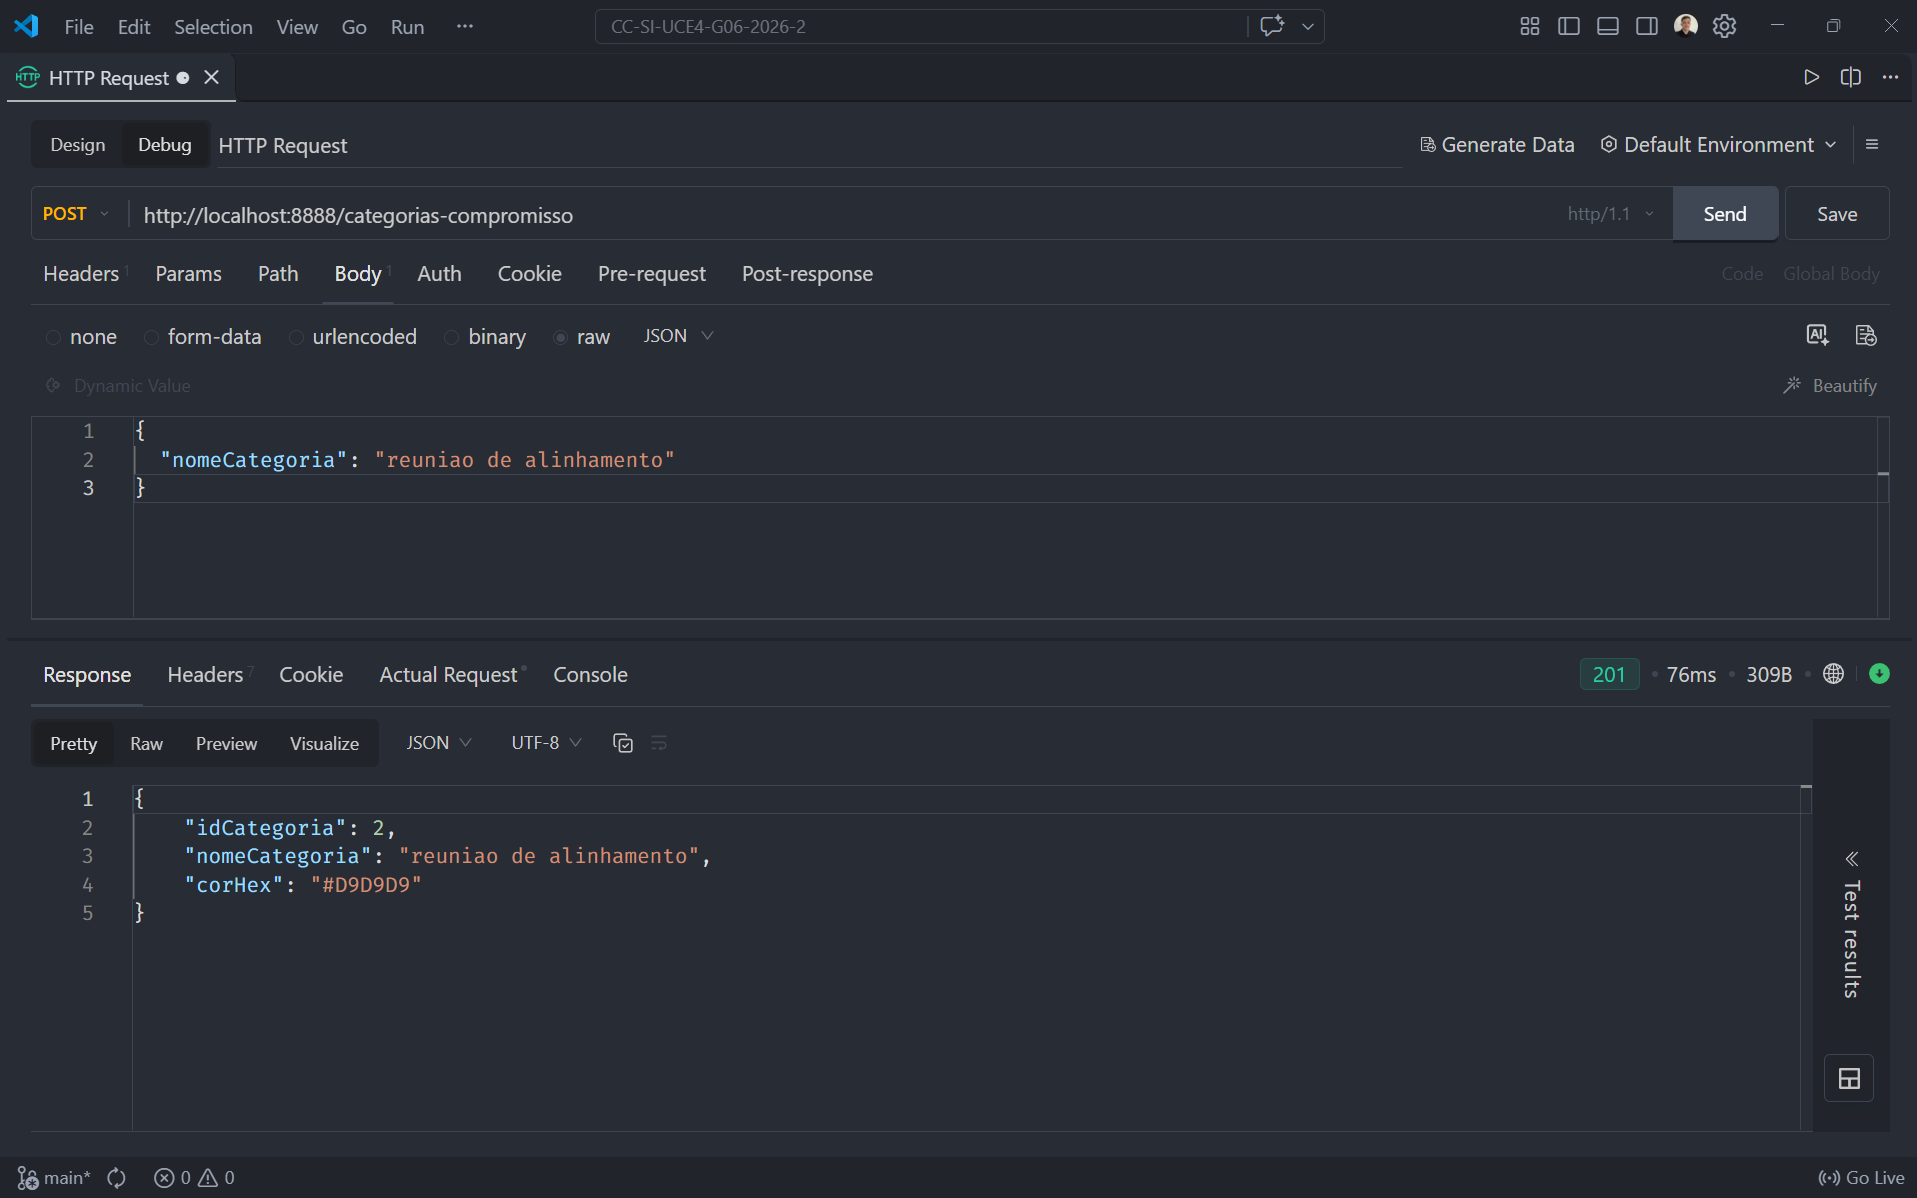 File Edit Selection View Go Run ··· CC-SI-UCE4-G06-2026-2
HTTP HTTP Request
Design Debug HTTP Request Generate Data Default Environment
POST http://localhost:8888/categorias-compromisso http/1.1 Send Save
Headers 1 Params Path Body 1 Auth Cookie Pre-request Post-response Code Global Body
none form-data urlencoded binary raw JSON AI
Dynamic Value Beautify
1 {
2 "nomeCategoria": "reuniao de alinhamento"
3 }
Response Headers 7 Cookie Actual Request Console 201 76ms 309B
Pretty Raw Preview Visualize JSON UTF-8
1 {
2 "idCategoria": 2,
3 "nomeCategoria": "reuniao de alinhamento",
4 "corHex": "#D9D9D9"
5 }
Test results
main* 0 0 Go Live